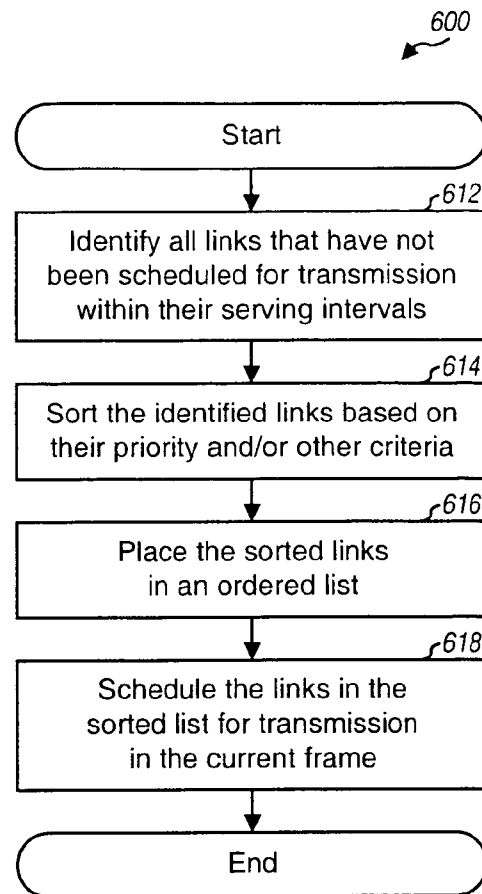 600
Start
612
Identify all links that have not
been scheduled for transmission
within their serving intervals
614
Sort the identified links based on
their priority and/or other criteria
616
Place the sorted links
in an ordered list
618
Schedule the links in the
sorted list for transmission
in the current frame
End